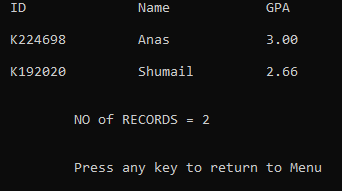 ID Name GPA
K224698 Anas 3.00
K192020 Shumail 2.66
NO of RECORDS = 2
Press any key to return to Menu